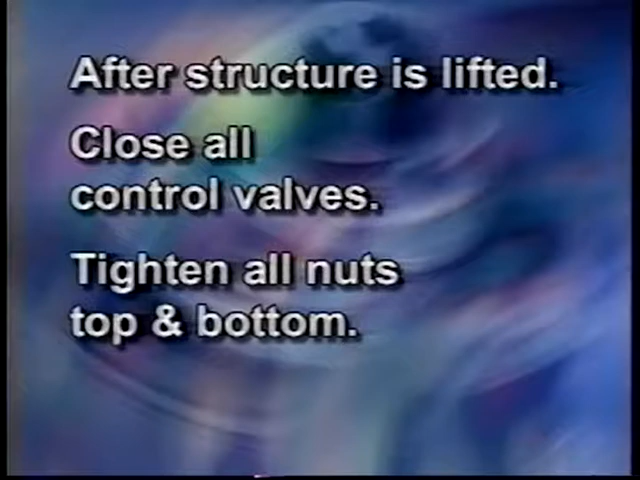 After structure is lifted.
Close all
control valves.
Tighten all nuts
top & bottom.